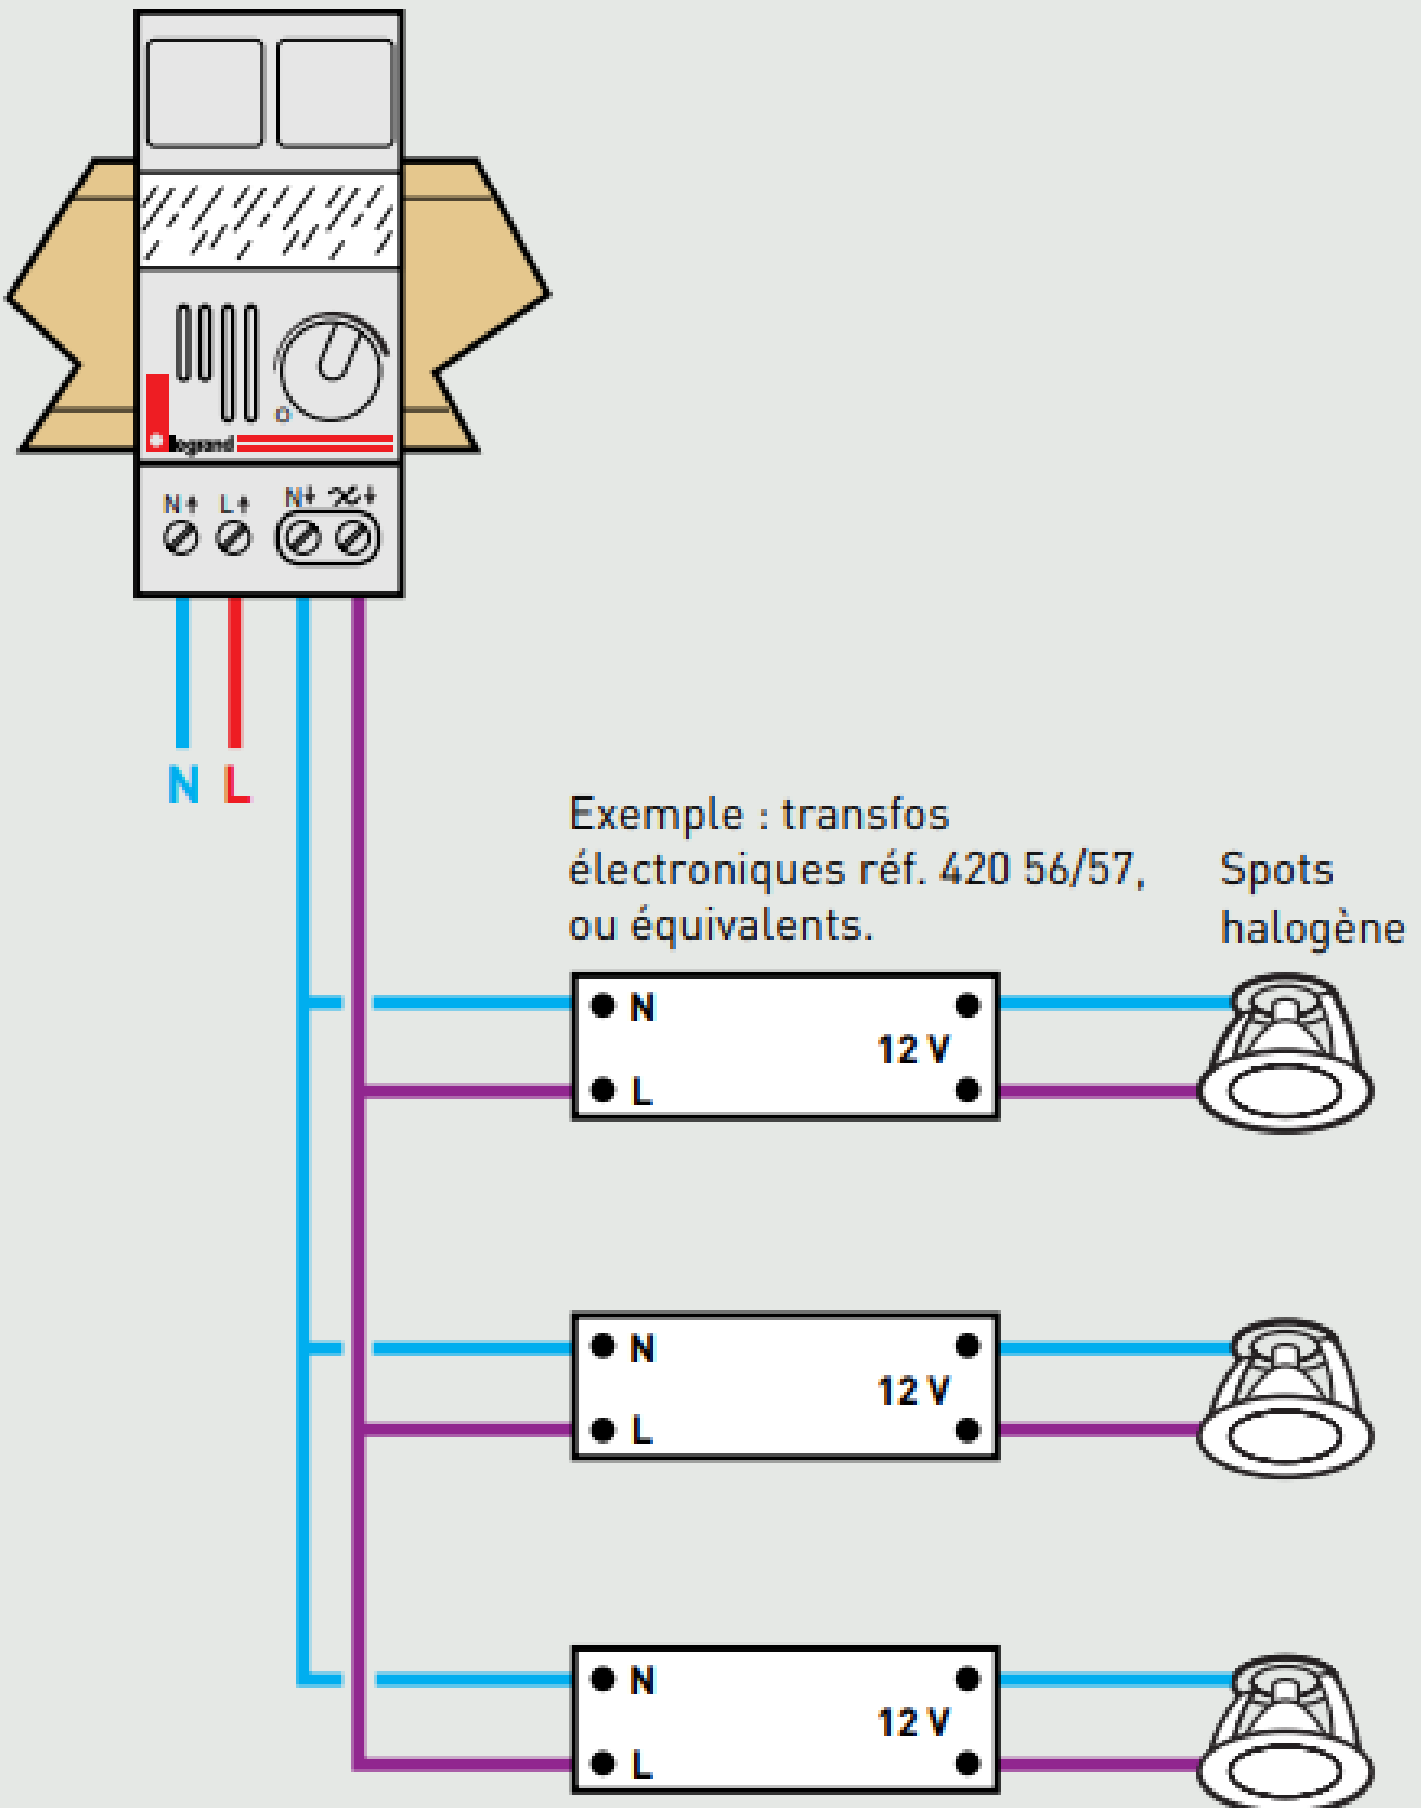 legrand
N L N
N L
Exemple : transfos
électroniques réf. 420 56/57,
ou équivalents.
Spots
halogène
N
12 V
L
N
12 V
L
N
12 V
L